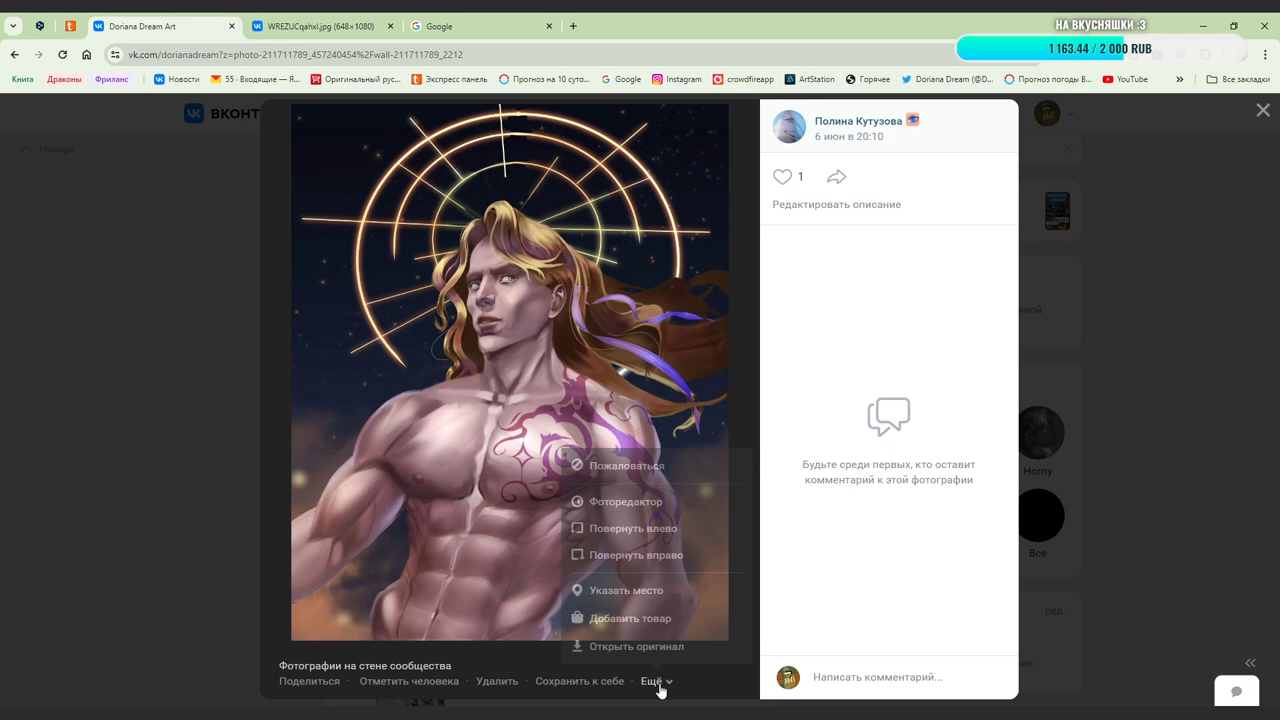 НА ВКУСНЯШКИ :3
1 163.44 / 2 000 RUB
Doriana Dream Art
WREZUCqahxI.jpg (648×1080)
Google
vk.com/dorianadream?z=photo-211711789_457240454%2Fwall-211711789_2212
Книга
Драконы
Фриланс
Новости
55 · Входящие — Я...
Оригинальный рус...
Экспресс панель
Прогноз на 10 суто...
Google
Instagram
crowdfireapp
ArtStation
Горячее
Doriana Dream (@D...
Прогноз погоды В...
YouTube
Все закладки
ВКОНТ
Наверх
Полина Кутузова
6 июн в 20:10
1
Редактировать описание
Будьте среди первых, кто оставит
комментарий к этой фотографии
Написать комментарий...
Пожаловаться
Фоторедактор
Повернуть влево
Повернуть вправо
Указать место
Добавить товар
Открыть оригинал
Фотографии на стене сообщества
Поделиться · Отметить человека · Удалить · Сохранить к себе · Ещё
Horny
Все
ред